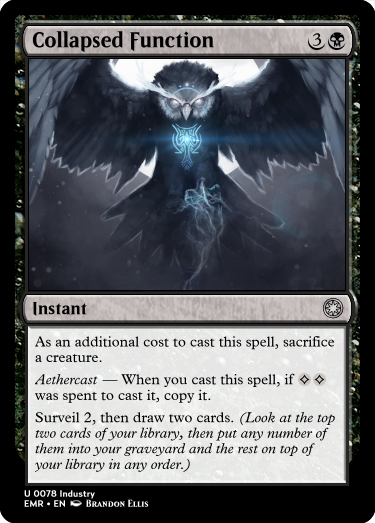 Collapsed Function 3
Instant
As an additional cost to cast this spell, sacrifice
a creature.
Aethercast — When you cast this spell, if
was spent to cast it, copy it.
Surveil 2, then draw two cards. (Look at the top
two cards of your library, then put any number of
them into your graveyard and the rest on top of
your library in any order.)
U 0078 Industry
EMR • EN Brandon Ellis